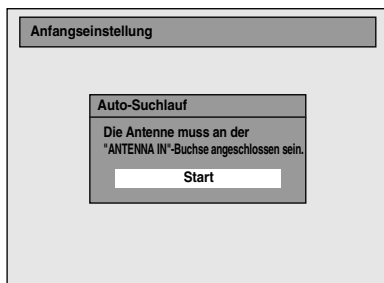 Anfangseinstellung
Auto-Suchlauf
Die Antenne muss an der
"ANTENNA IN"-Buchse angeschlossen sein.
Start